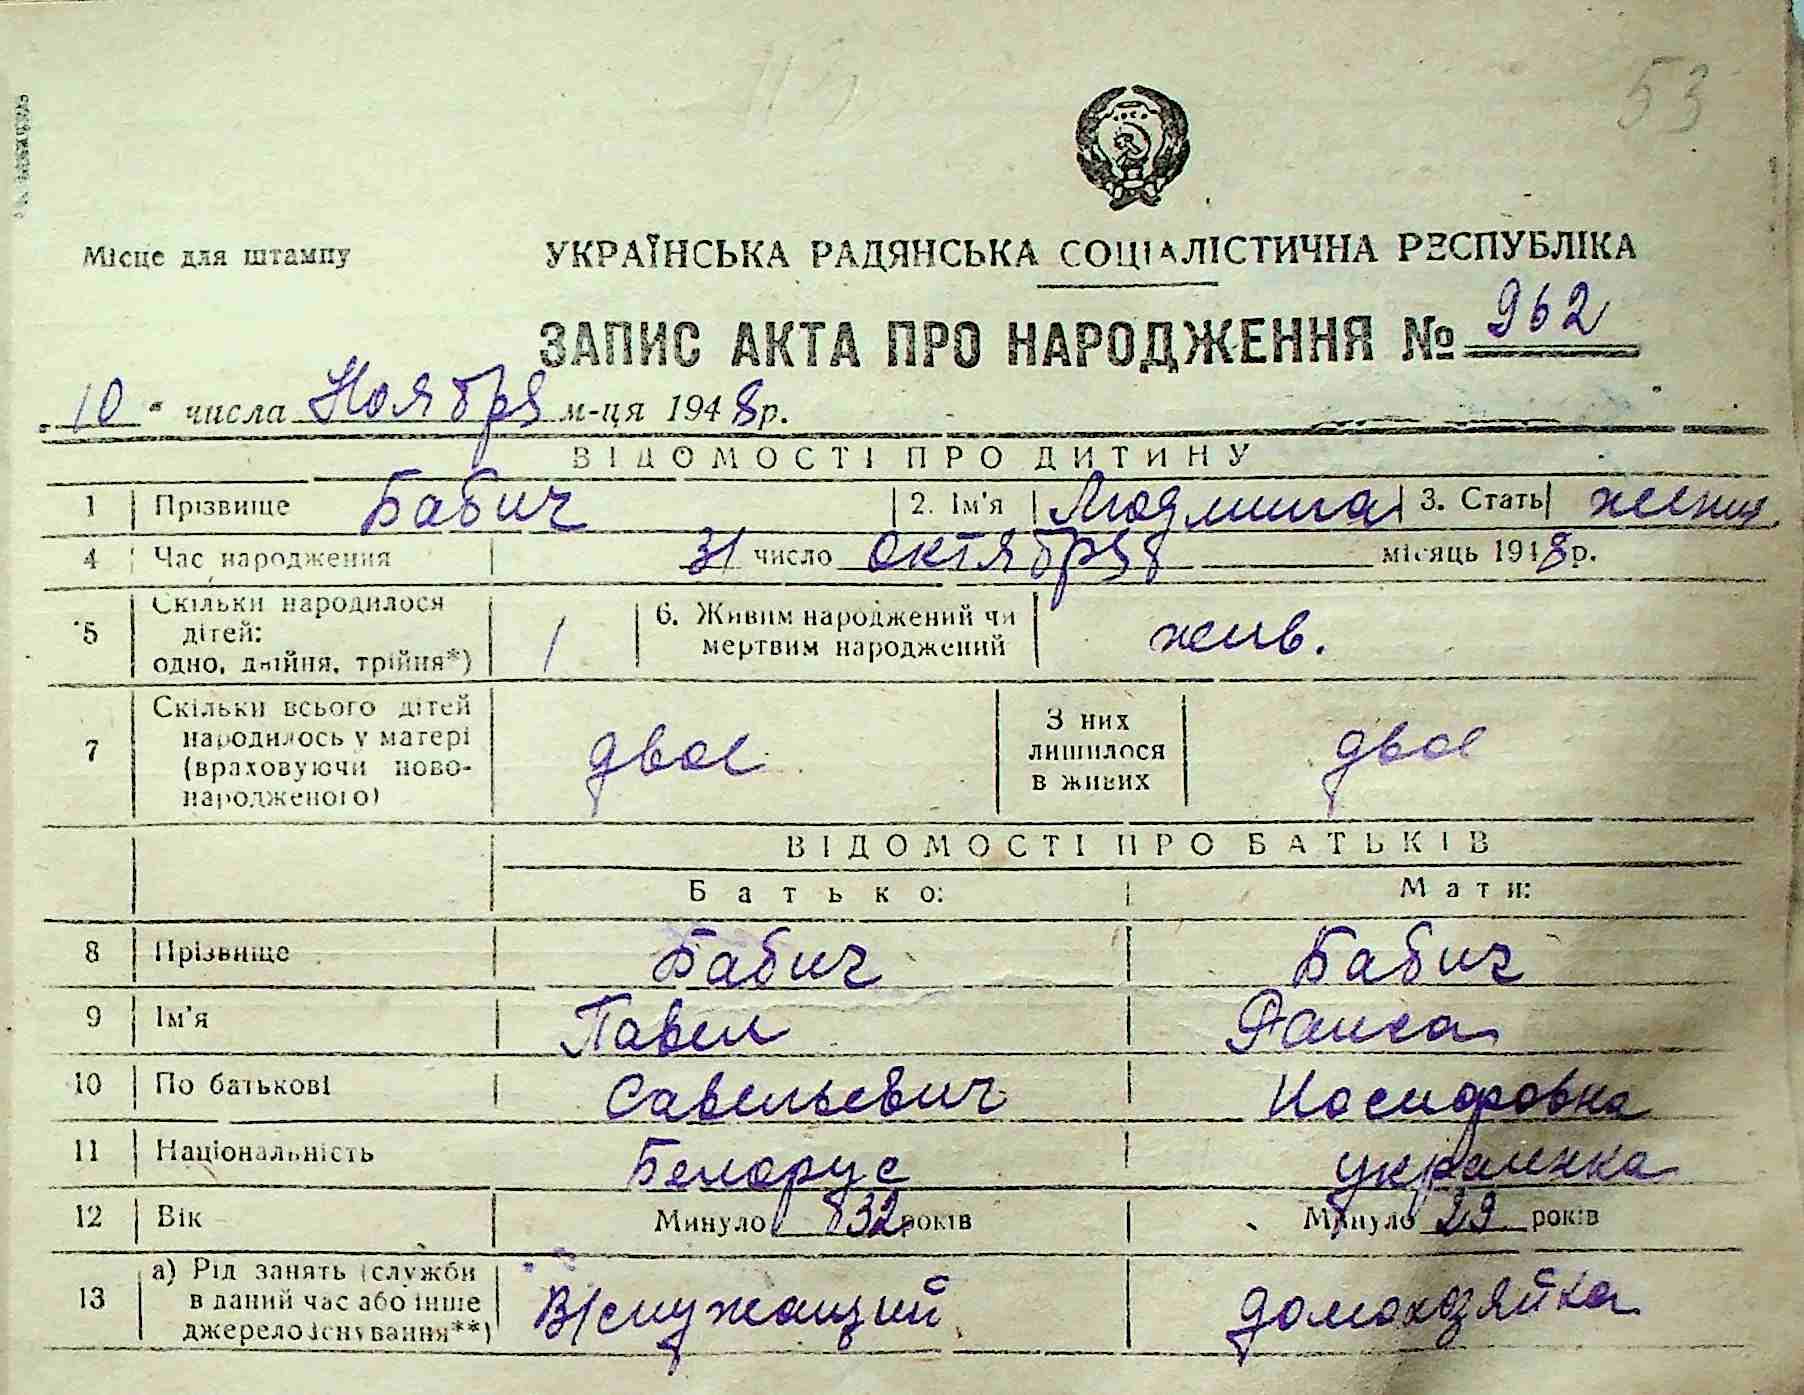 53
Місце для штампу
УКРАЇНСЬКА РАДЯНСЬКА СОЦІАЛІСТИЧНА РЕСПУБЛІКА
ЗАПИС АКТА ПРО НАРОДЖЕННЯ № 962
10 " числа Ноября м-ця 1948 р.
ВІДОМОСТІ ПРО ДИТИНУ
1 Прізвище Бабич 2. Ім'я Людмила 3. Стать женск
4 Час народження 31 число октября місяць 1948 р.
5 Скільки народилося дітей: одно, двійня, трійня*) 1 6. Живим народжений чи мертвим народжений жив.
7 Скільки всього дітей народилось у матері (враховуючи новонародженого) двое З них лишилося в живих двое
ВІДОМОСТІ ПРО БАТЬКІВ
Батько: Мати:
8 Прізвище Бабич Бабич
9 Ім'я Павел Раиса
10 По батькові Савельевич
11 Національність Белорус украинка
12 Вік Минуло 32 років Минуло 29 років
13 а) Рід занять (служби в даний час або інше джерело існування**) В/служащий домохозяйка